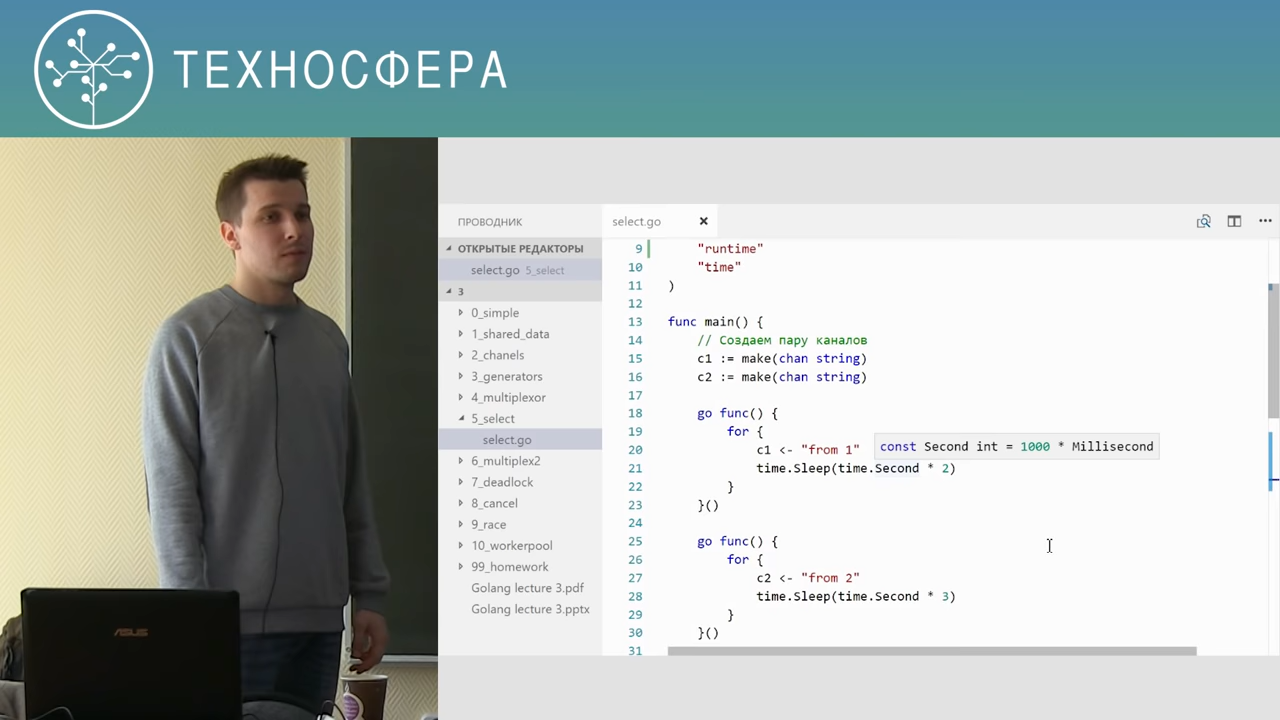 ТЕХНОСФЕРА
ПРОВОДНИК
ОТКРЫТЫЕ РЕДАКТОРЫ
select.go 5_select
3
0_simple
1_shared_data
2_chanels
3_generators
4_multiplexor
5_select
select.go
6_multiplex2
7_deadlock
8_cancel
9_race
10_workerpool
99_homework
Golang lecture 3.pdf
Golang lecture 3.pptx
select.go
9 "runtime"
10 "time"
11 )
12
13 func main() {
14 // Создаем пару каналов
15 c1 := make(chan string)
16 c2 := make(chan string)
17
18 go func() {
19 for {
20 c1 <- "from 1"
const Second int = 1000 * Millisecond
21 time.Sleep(time.Second * 2)
22 }
23 }()
24
25 go func() {
26 for {
27 c2 <- "from 2"
28 time.Sleep(time.Second * 3)
29 }
30 }()
31
ASUS